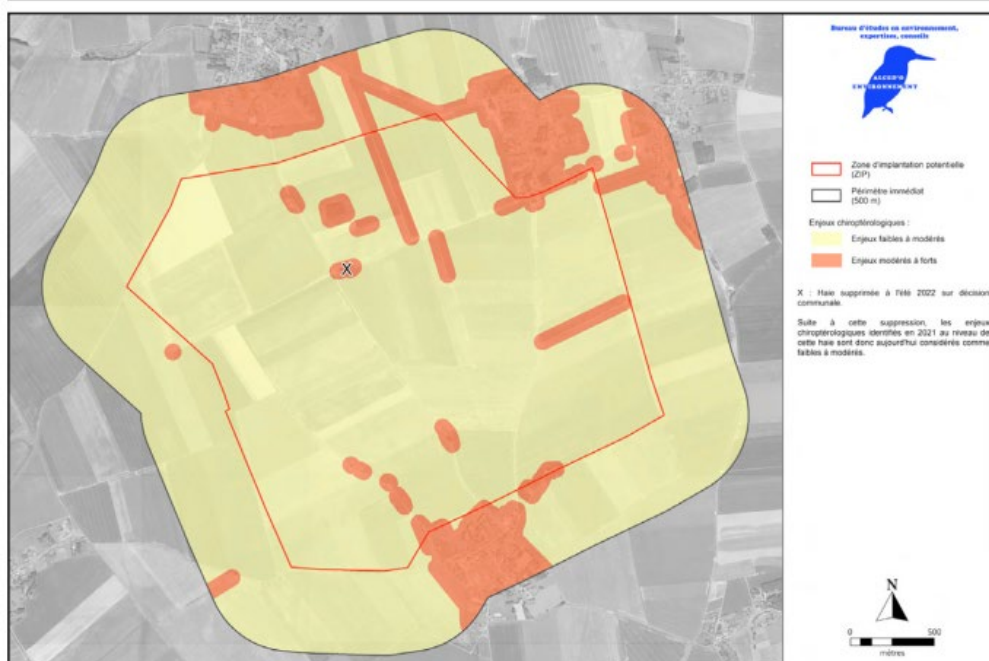 Bureau d'études en environnement,
expertises, conseils
ALCED'O
ENVIRONNEMENT
Zone d'implantation potentielle
(ZIP)
Périmètre immédiat
(500 m)
Enjeux chiroptérologiques :
Enjeux faibles à modérés
Enjeux modérés à forts
X : Haie supprimée à l'été 2022 sur décision
communale.
Suite à cette suppression, les enjeux
chiroptérologiques identifiés en 2021 au niveau de
cette haie sont donc aujourd'hui considérés comme
faibles à modérés.
X
N
0 500
mètres